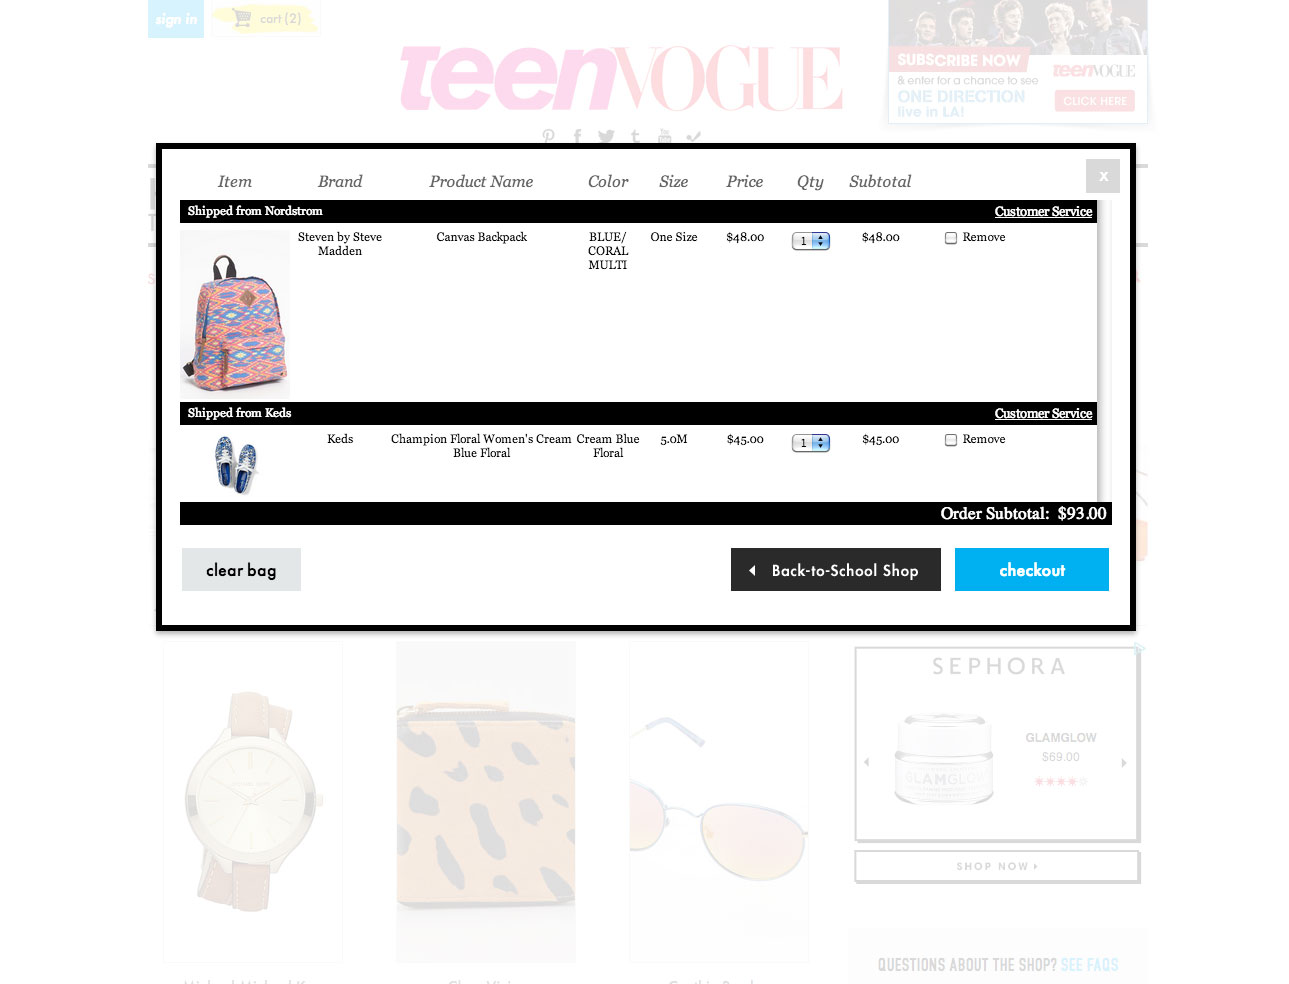 sign in
cart (2)
teenVOGUE
SUBSCRIBE NOW
teenVOGUE
& enter for a chance to see
ONE DIRECTION
live in LA!
CLICK HERE
Item Brand Product Name Color Size Price Qty Subtotal
x
Shipped from Nordstrom Customer Service
Steven by Steve Madden
Canvas Backpack
BLUE/
CORAL
MULTI
One Size
$48.00
1
$48.00
Remove
Shipped from Keds Customer Service
Keds
Champion Floral Women's Cream
Blue Floral
Cream Blue
Floral
5.0M
$45.00
1
$45.00
Remove
Order Subtotal: $93.00
clear bag
Back-to-School Shop
checkout
SEPHORA
GLAMGLOW
GLAMGLOW
$69.00
SHOP NOW
QUESTIONS ABOUT THE SHOP? SEE FAQS